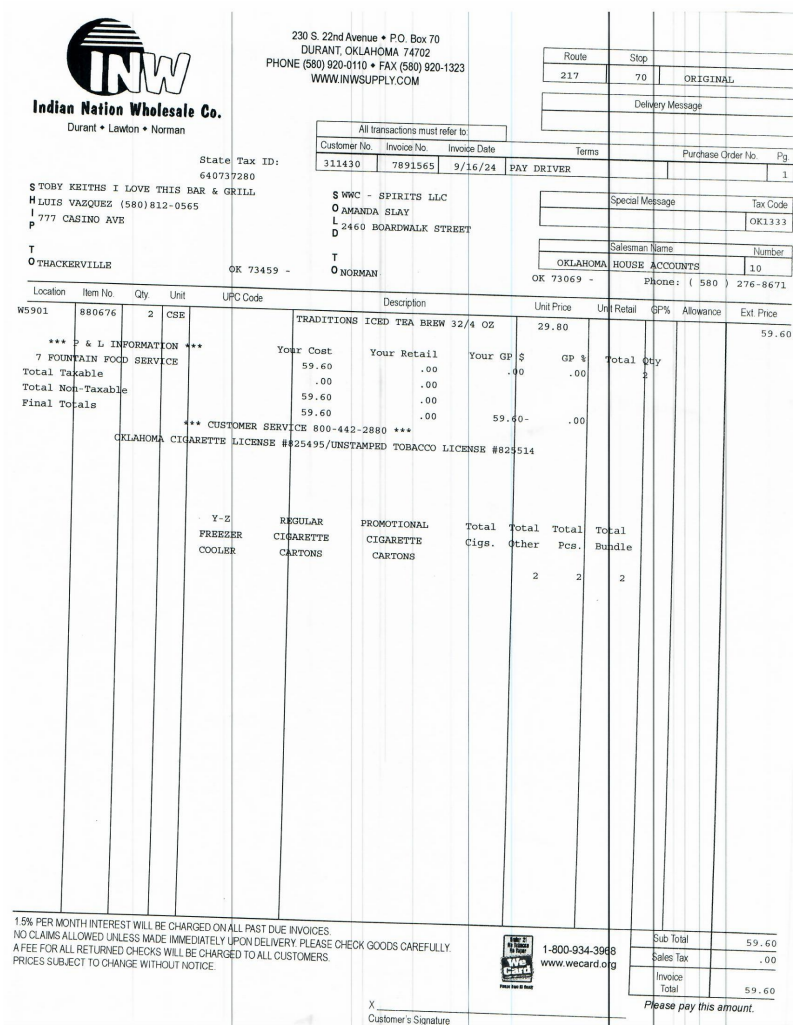 INW
Indian Nation Wholesale Co.
Durant • Lawton • Norman
230 S. 22nd Avenue • P.O. Box 70
DURANT, OKLAHOMA 74702
PHONE (580) 920-0110 • FAX (580) 920-1323
WWW.INWSUPPLY.COM
Route Stop
217 70 ORIGINAL
Delivery Message
All transactions must refer to:
Customer No. Invoice No. Invoice Date Terms Purchase Order No. Pg.
311430 7891565 9/16/24 PAY DRIVER 1
State Tax ID:
640737280
SHIP TO
TOBY KEITHS I LOVE THIS BAR & GRILL
LUIS VAZQUEZ (580)812-0565
777 CASINO AVE
THACKERVILLE OK 73459 -
SOLD TO
WWC - SPIRITS LLC
AMANDA SLAY
2460 BOARDWALK STREET
NORMAN OK 73069 -
Special Message Tax Code
OK1333
Salesman Name Number
OKLAHOMA HOUSE ACCOUNTS 10
Phone: ( 580 ) 276-8671
Location Item No. Qty. Unit UPC Code Description Unit Price Unit Retail GP% Allowance Ext. Price
W5901 880676 2 CSE TRADITIONS ICED TEA BREW 32/4 OZ 29.80 59.60
*** P & L INFORMATION *** Your Cost Your Retail Your GP $ GP % Total Qty
7 FOUNTAIN FOOD SERVICE 59.60 .00 .00 .00 2
Total Taxable .00 .00
Total Non-Taxable 59.60 .00
Final Totals 59.60 .00 59.60- .00
*** CUSTOMER SERVICE 800-442-2880 ***
OKLAHOMA CIGARETTE LICENSE #825495/UNSTAMPED TOBACCO LICENSE #825514
Y-Z REGULAR PROMOTIONAL Total Total Total Total
FREEZER CIGARETTE CIGARETTE Cigs. Other Pcs. Bundle
COOLER CARTONS CARTONS
2 2 2
1.5% PER MONTH INTEREST WILL BE CHARGED ON ALL PAST DUE INVOICES.
NO CLAIMS ALLOWED UNLESS MADE IMMEDIATELY UPON DELIVERY. PLEASE CHECK GOODS CAREFULLY.
A FEE FOR ALL RETURNED CHECKS WILL BE CHARGED TO ALL CUSTOMERS.
PRICES SUBJECT TO CHANGE WITHOUT NOTICE.
Under 21
No Tobacco
We Card
1-800-934-3968
www.wecard.org
Sub Total 59.60
Sales Tax .00
Invoice Total 59.60
Please pay this amount.
X
Customer's Signature